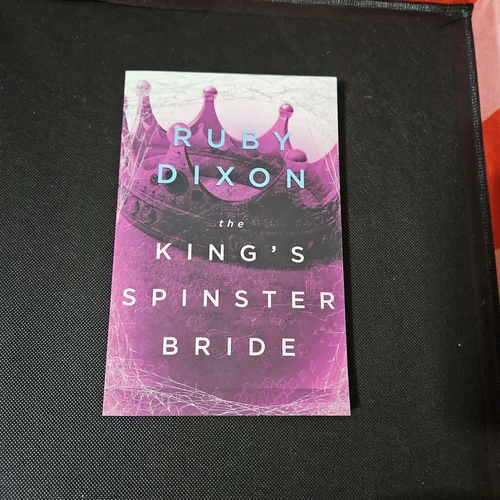 RUBY
DIXON
the
KING'S
SPINSTER
BRIDE